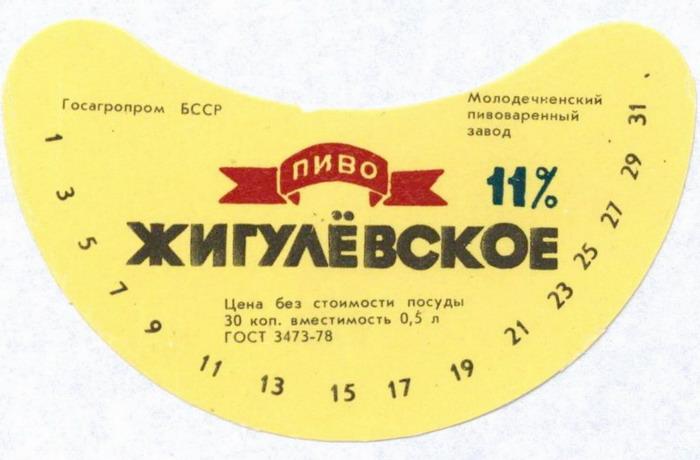 Госагропром БССР
Молодечненский
пивоваренный
завод
ПИВО
11%
ЖИГУЛЁВСКОЕ
Цена без стоимости посуды
30 коп. вместимость 0,5 л
ГОСТ 3473-78
1 3 5 7 9 11 13 15 17 19 21 23 25 27 29 31